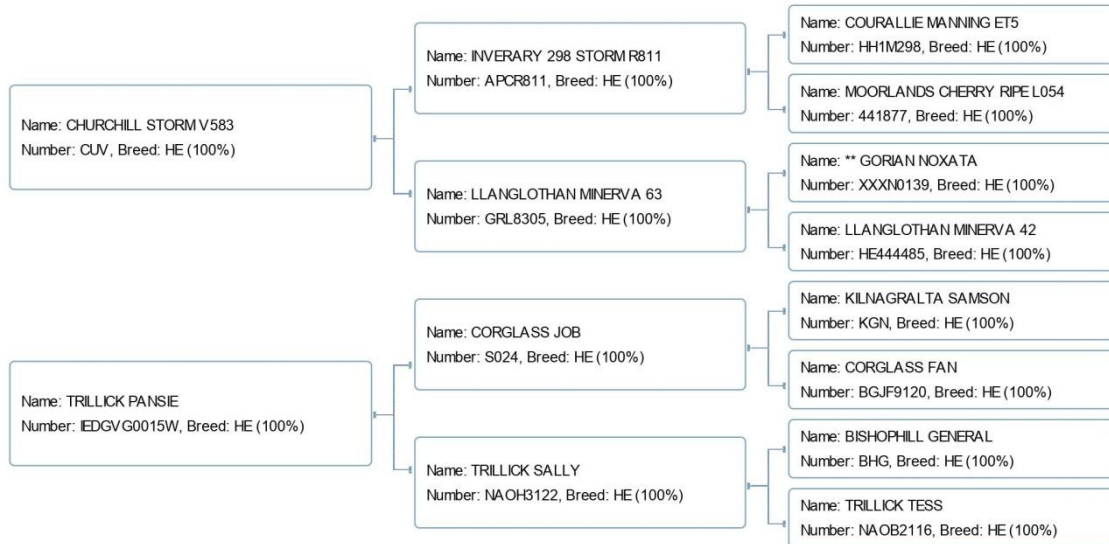 Name: CHURCHILL STORM V583
Number: CUV, Breed: HE (100%)
Name: TRILLICK PANSIE
Number: IEDGVG0015W, Breed: HE (100%)
Name: INVERARY 298 STORM R811
Number: APCR811, Breed: HE (100%)
Name: LLANGLOTHAN MINERVA 63
Number: GRL8305, Breed: HE (100%)
Name: CORGLASS JOB
Number: S024, Breed: HE (100%)
Name: TRILLICK SALLY
Number: NAOH3122, Breed: HE (100%)
Name: COURALLIE MANNING ET5
Number: HH1M298, Breed: HE (100%)
Name: MOORLANDS CHERRY RIPE L054
Number: 441877, Breed: HE (100%)
Name: ** GORIAN NOXATA
Number: XXXN0139, Breed: HE (100%)
Name: LLANGLOTHAN MINERVA 42
Number: HE444485, Breed: HE (100%)
Name: KILNAGRALTA SAMSON
Number: KGN, Breed: HE (100%)
Name: CORGLASS FAN
Number: BGJF9120, Breed: HE (100%)
Name: BISHOPHILL GENERAL
Number: BHG, Breed: HE (100%)
Name: TRILLICK TESS
Number: NAOB2116, Breed: HE (100%)